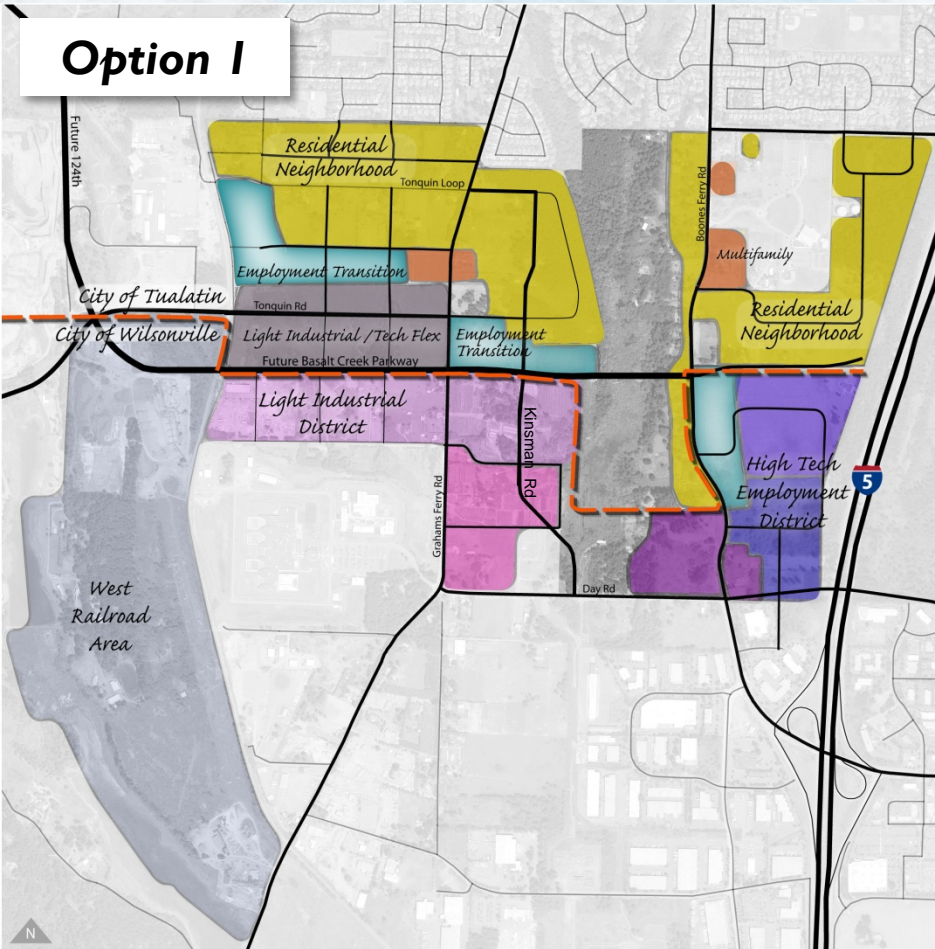 Option 1
Future 124th
Residential
Neighborhood
Tonquin Loop
Boones Ferry Rd
Multifamily
Employment Transition
City of Tualatin
Tonquin Rd
Residential
Neighborhood
City of Wilsonville
Light Industrial / Tech Flex
Employment
Transition
Future Basalt Creek Parkway
Light Industrial
District
Kinsman Rd
High Tech
Employment
District
5
Grahams Ferry Rd
West
Railroad
Area
Day Rd
N